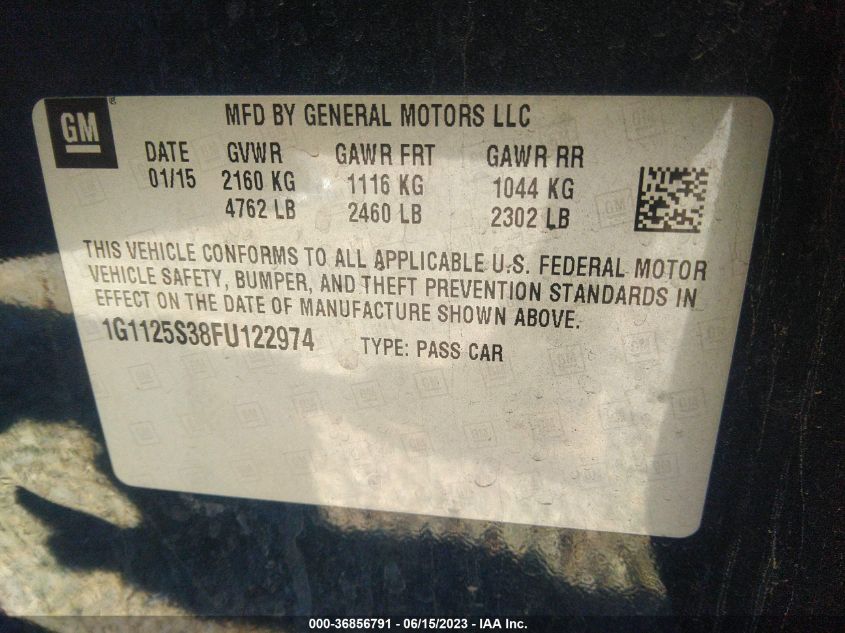 GM
MFD BY GENERAL MOTORS LLC
DATE GVWR GAWR FRT GAWR RR
01/15 2160 KG 1116 KG 1044 KG
4762 LB 2460 LB 2302 LB
THIS VEHICLE CONFORMS TO ALL APPLICABLE U.S. FEDERAL MOTOR
VEHICLE SAFETY, BUMPER, AND THEFT PREVENTION STANDARDS IN
EFFECT ON THE DATE OF MANUFACTURE SHOWN ABOVE.
1G1125S38FU122974 TYPE: PASS CAR
000-36856791 - 06/15/2023 - IAA Inc.